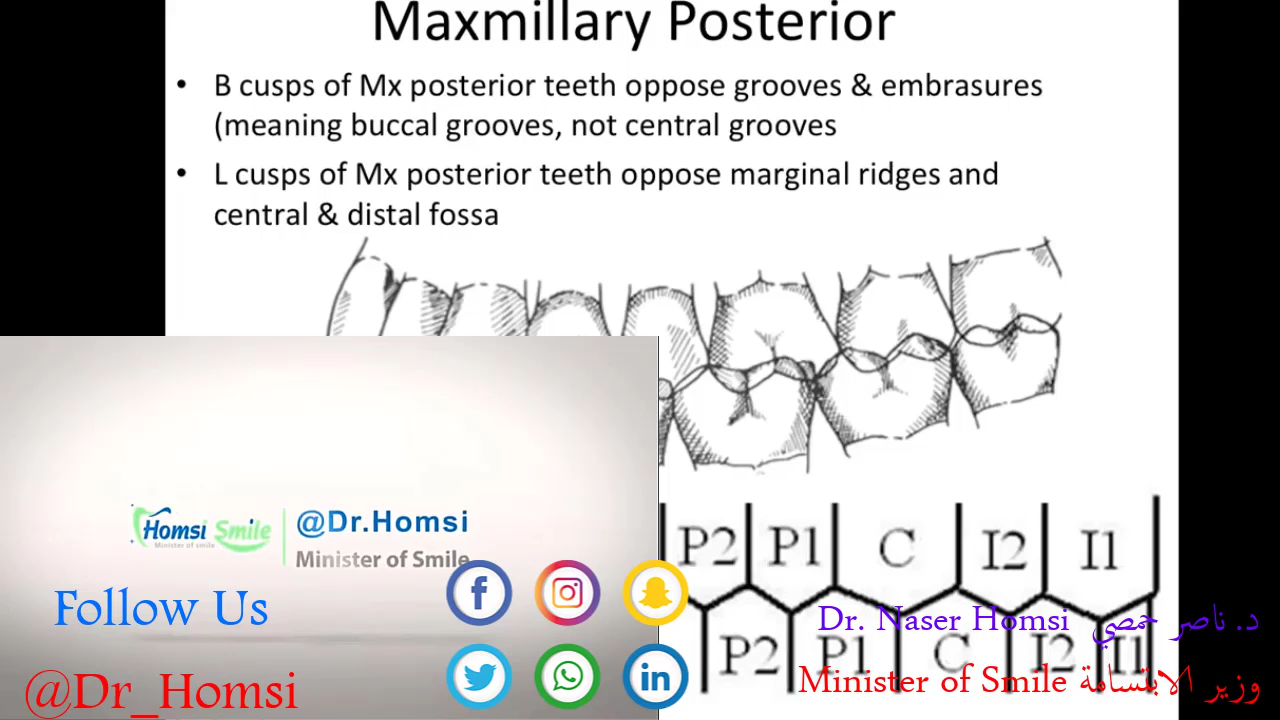 Maxmillary Posterior
• B cusps of Mx posterior teeth oppose grooves & embrasures
(meaning buccal grooves, not central grooves
• L cusps of Mx posterior teeth oppose marginal ridges and
central & distal fossa
Homsi Smile
Minister of smile
@Dr.Homsi
Minister of Smile
P2 P1 C I2 I1
P2 P1 C I2 I1
Follow Us
@Dr_Homsi
Dr. Naser Homsi د. ناصر حمصي
Minister of Smile وزير الابتسامة